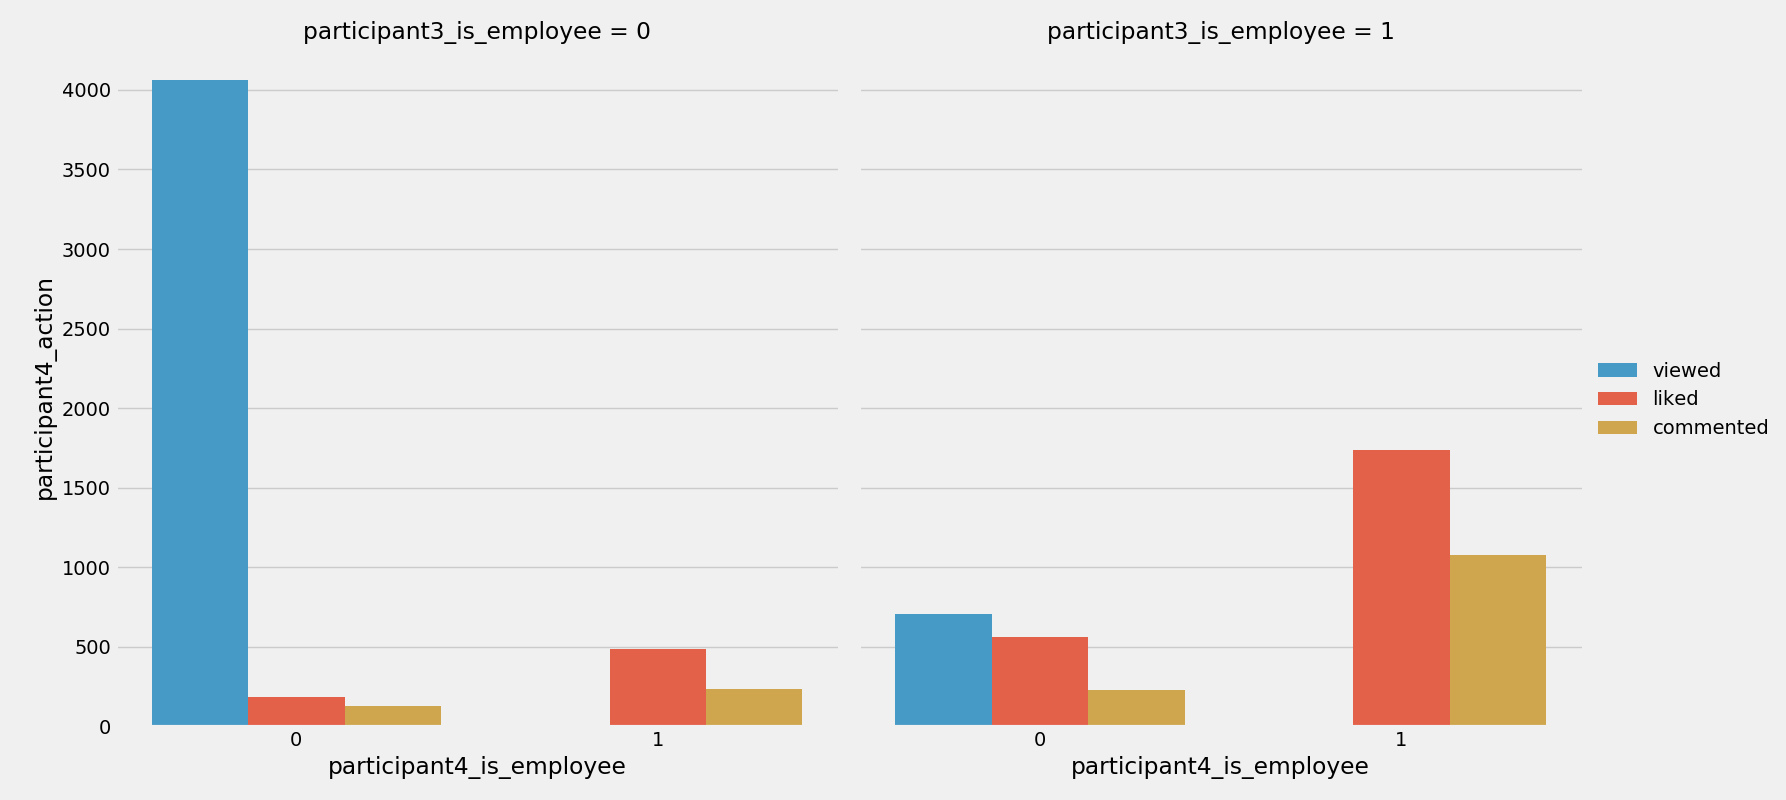 participant3_is_employee = 0
participant3_is_employee = 1
participant4_action
4000
3500
3000
2500
2000
1500
1000
500
0
0
1
0
1
participant4_is_employee
participant4_is_employee
viewed
liked
commented